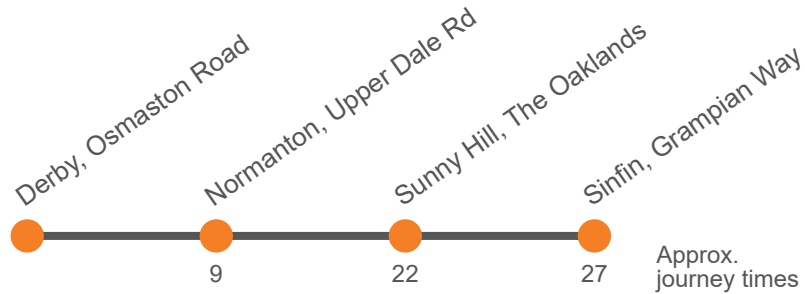 Derby, Osmaston Road
Normanton, Upper Dale Rd
Sunny Hill, The Oaklands
Sinfin, Grampian Way
9
22
27
Approx.
journey times